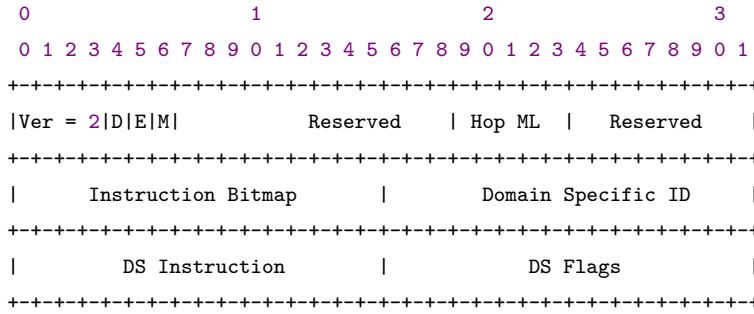 0                   1                   2                   3
0 1 2 3 4 5 6 7 8 9 0 1 2 3 4 5 6 7 8 9 0 1 2 3 4 5 6 7 8 9 0 1
+-+-+-+-+-+-+-+-+-+-+-+-+-+-+-+-+-+-+-+-+-+-+-+-+-+-+-+-+-+-+-+-+
|Ver = 2|D|E|M|           Reserved    | Hop ML  |   Reserved    |
+-+-+-+-+-+-+-+-+-+-+-+-+-+-+-+-+-+-+-+-+-+-+-+-+-+-+-+-+-+-+-+-+
|      Instruction Bitmap       |        Domain Specific ID     |
+-+-+-+-+-+-+-+-+-+-+-+-+-+-+-+-+-+-+-+-+-+-+-+-+-+-+-+-+-+-+-+-+
|         DS Instruction        |            DS Flags           |
+-+-+-+-+-+-+-+-+-+-+-+-+-+-+-+-+-+-+-+-+-+-+-+-+-+-+-+-+-+-+-+-+